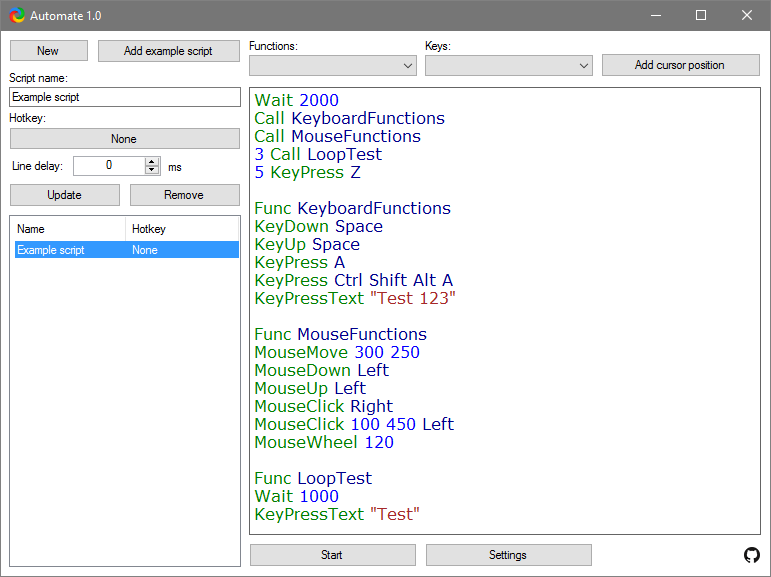 Automate 1.0
New
Add example script
Script name:
Example script
Hotkey:
None
Line delay:
0
ms
Update
Remove
Name
Hotkey
Example script
None
Functions:
Keys:
Add cursor position
Wait 2000
Call KeyboardFunctions
Call MouseFunctions
3 Call LoopTest
5 KeyPress Z
Func KeyboardFunctions
KeyDown Space
KeyUp Space
KeyPress A
KeyPress Ctrl Shift Alt A
KeyPressText "Test 123"
Func MouseFunctions
MouseMove 300 250
MouseDown Left
MouseUp Left
MouseClick Right
MouseClick 100 450 Left
MouseWheel 120
Func LoopTest
Wait 1000
KeyPressText "Test"
Start
Settings